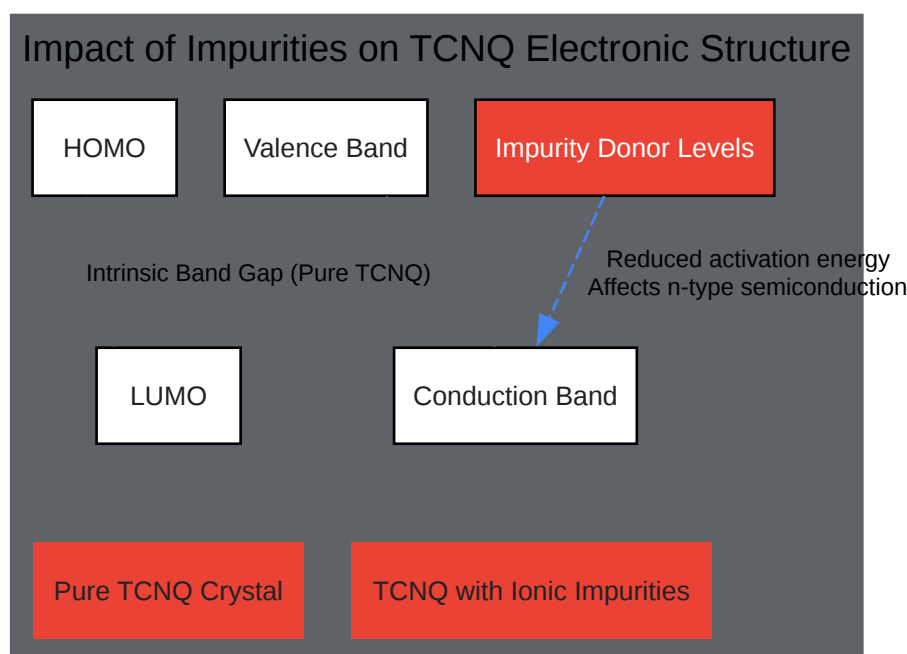 Impact of Impurities on TCNQ Electronic Structure
HOMO
Valence Band
Impurity Donor Levels
Intrinsic Band Gap (Pure TCNQ)
Reduced activation energy
Affects n-type semiconduction
LUMO
Conduction Band
Pure TCNQ Crystal
TCNQ with Ionic Impurities